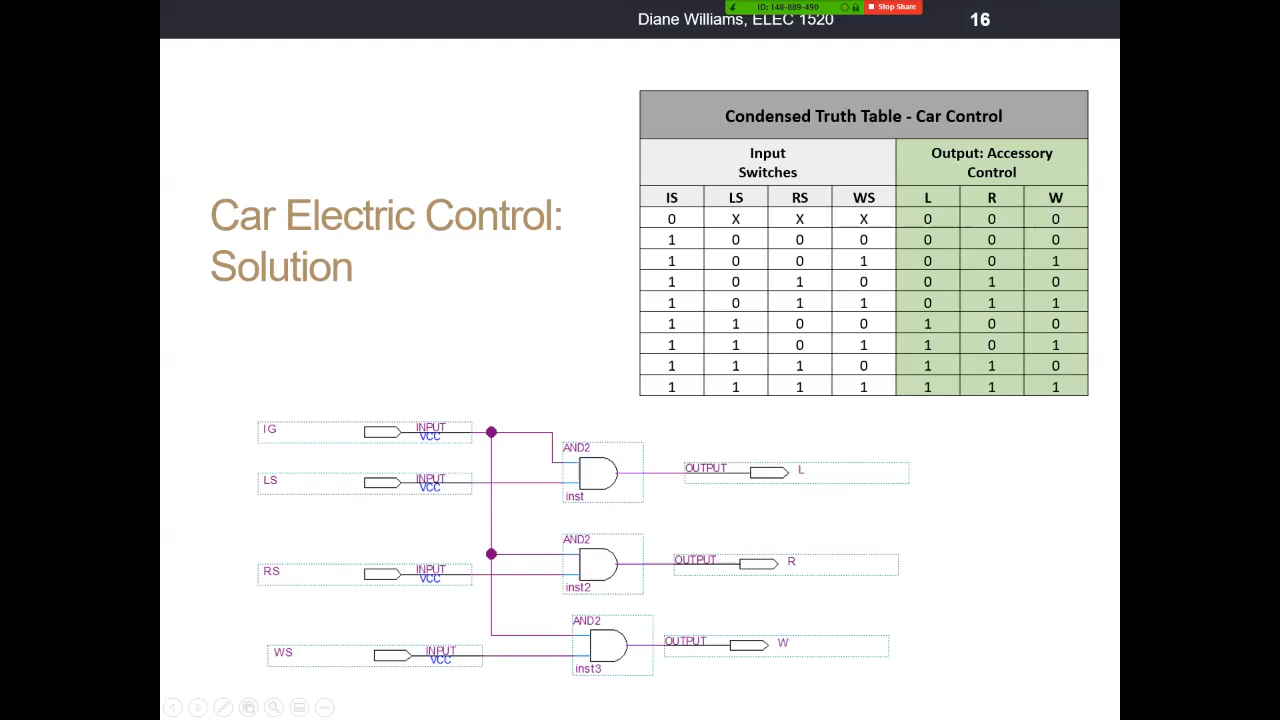 Diane Williams, ELEC 1520
ID: 148-889-490
Stop Share
16
Car Electric Control:
Solution
Condensed Truth Table - Car Control
Input
Switches
Output: Accessory
Control
IS LS RS WS L R W
0 X X X 0 0 0
1 0 0 0 0 0 0
1 0 0 1 0 0 1
1 0 1 0 0 1 0
1 0 1 1 0 1 1
1 1 0 0 1 0 0
1 1 0 1 1 0 1
1 1 1 0 1 1 0
1 1 1 1 1 1 1
IG INPUT
VCC
AND2
LS INPUT
VCC
inst
OUTPUT L
AND2
RS INPUT
VCC
inst2
OUTPUT R
AND2
WS INPUT
VCC
inst3
OUTPUT W